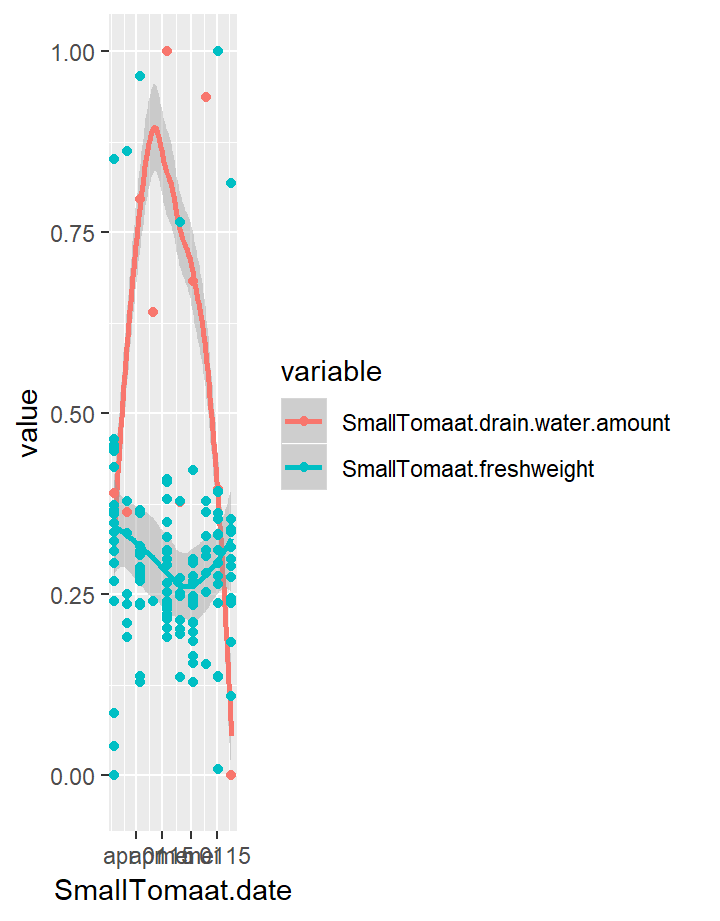 1.00
0.75
0.50
0.25
0.00
value
SmallTomaat.date
variable
SmallTomaat.drain.water.amount
SmallTomaat.freshweight